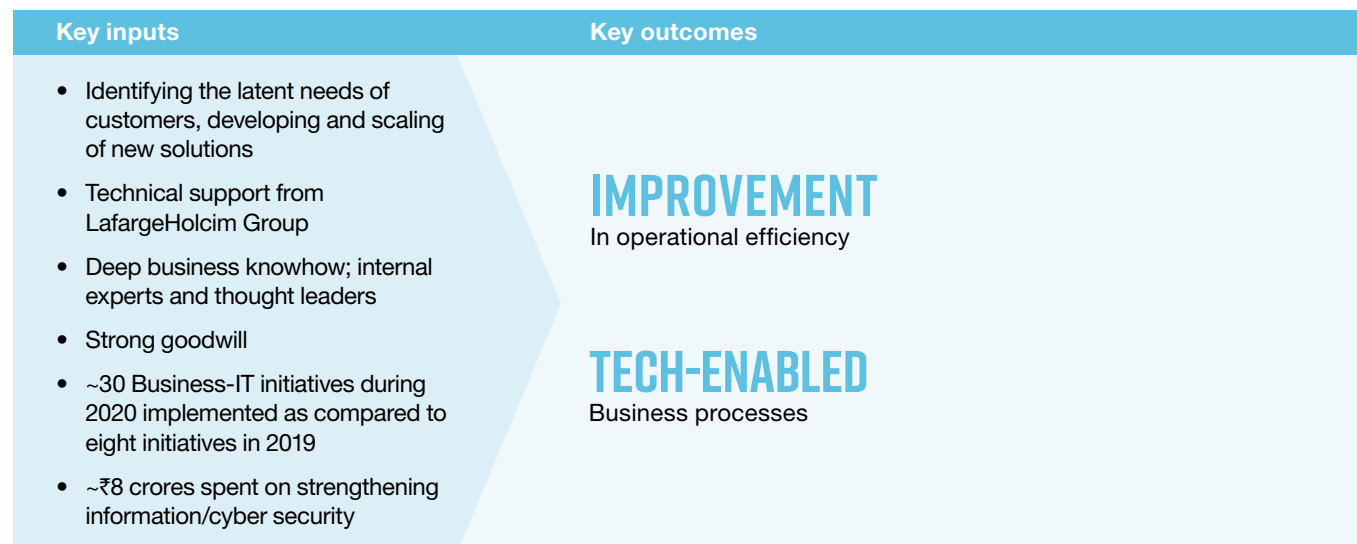 Key inputs
• Identifying the latent needs of
customers, developing and scaling
of new solutions
• Technical support from
LafargeHolcim Group
• Deep business knowhow; internal
experts and thought leaders
• Strong goodwill
• ~30 Business-IT initiatives during
2020 implemented as compared to
eight initiatives in 2019
• ~₹8 crores spent on strengthening
information/cyber security
Key outcomes
IMPROVEMENT
In operational efficiency
TECH-ENABLED
Business processes